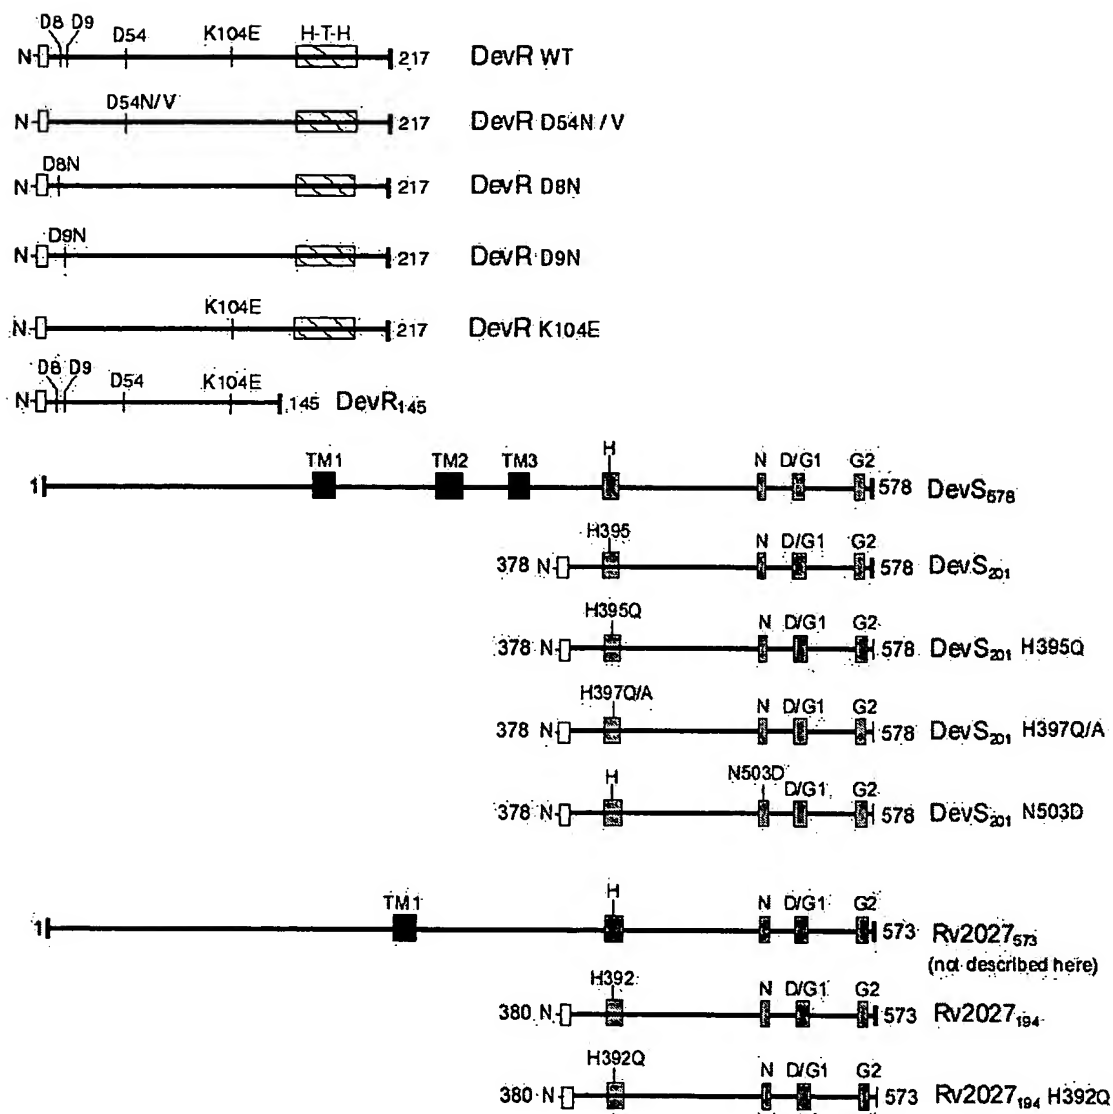 D8 D9 D54 K104E H-T-H
N 217 DevR WT
D54N/V
N 217 DevR D54N / V
D8N
N 217 DevR D8N
D9N
N 217 DevR D9N
K104E
N 217 DevR K104E
D8 D9 D54 K104E
N 145 DevR145
TM1 TM2 TM3 H N D/G1 G2
1 578 DevS578
H395 N D/G1 G2
378 N 578 DevS201
H395Q N D/G1 G2
378 N 578 DevS201 H395Q
H397Q/A N D/G1 G2
378 N 578 DevS201 H397Q/A
H N503D D/G1 G2
378 N 578 DevS201 N503D
TM1 H N D/G1 G2
1 573 Rv2027573
(not described here)
H392 N D/G1 G2
380 N 573 Rv2027194
H392Q N D/G1 G2
380 N 573 Rv2027194 H392Q